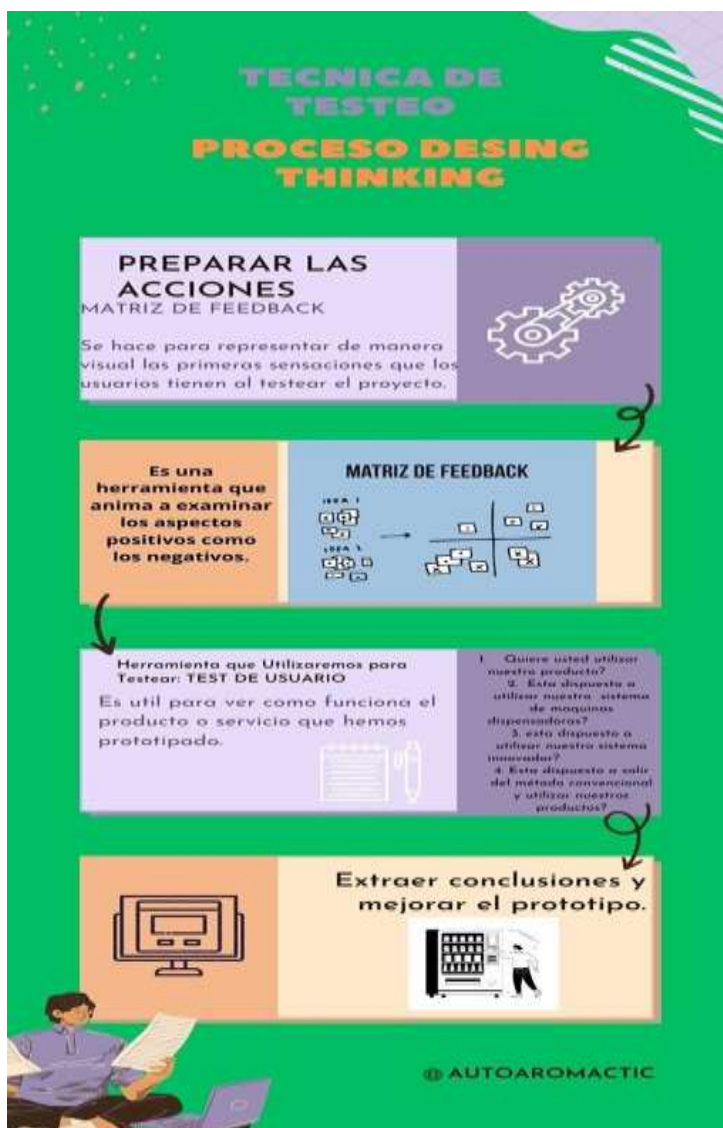 TECNICA DE
TESTEO
PROCESO DESING
THINKING
PREPARAR LAS
ACCIONES
MATRIZ DE FEEDBACK
Se hace para representar de manera
visual las primeras sensaciones que los
usuarios tienen al testear el proyecto.
Es una
herramienta que
anima a examinar
los aspectos
positivos como
los negativos.
MATRIZ DE FEEDBACK
IDEA 1
IDEA 2
Herramienta que Utilizaremos para
Testear: TEST DE USUARIO
Es util para ver como funciona el
producto o servicio que hemos
prototipado.
1. Quiere usted utilizar
nuestro producto?
2. Esta dispuesto a
utilizar nuestro sistema
de maquinas
dispensadoras?
3. esta dispuesto a
utilizar nuestro sistema
innovador?
4. Esta dispuesto a salir
del método convencional
y utilizar nuestros
productos?
Extraer conclusiones y
mejorar el prototipo.
@ AUTOAROMACTIC